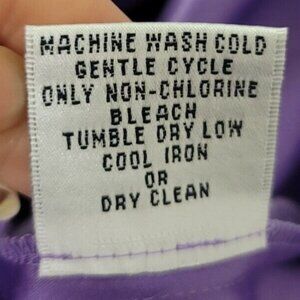 MACHINE WASH COLD
GENTLE CYCLE
ONLY NON-CHLORINE
BLEACH
TUMBLE DRY LOW
COOL IRON
OR
DRY CLEAN